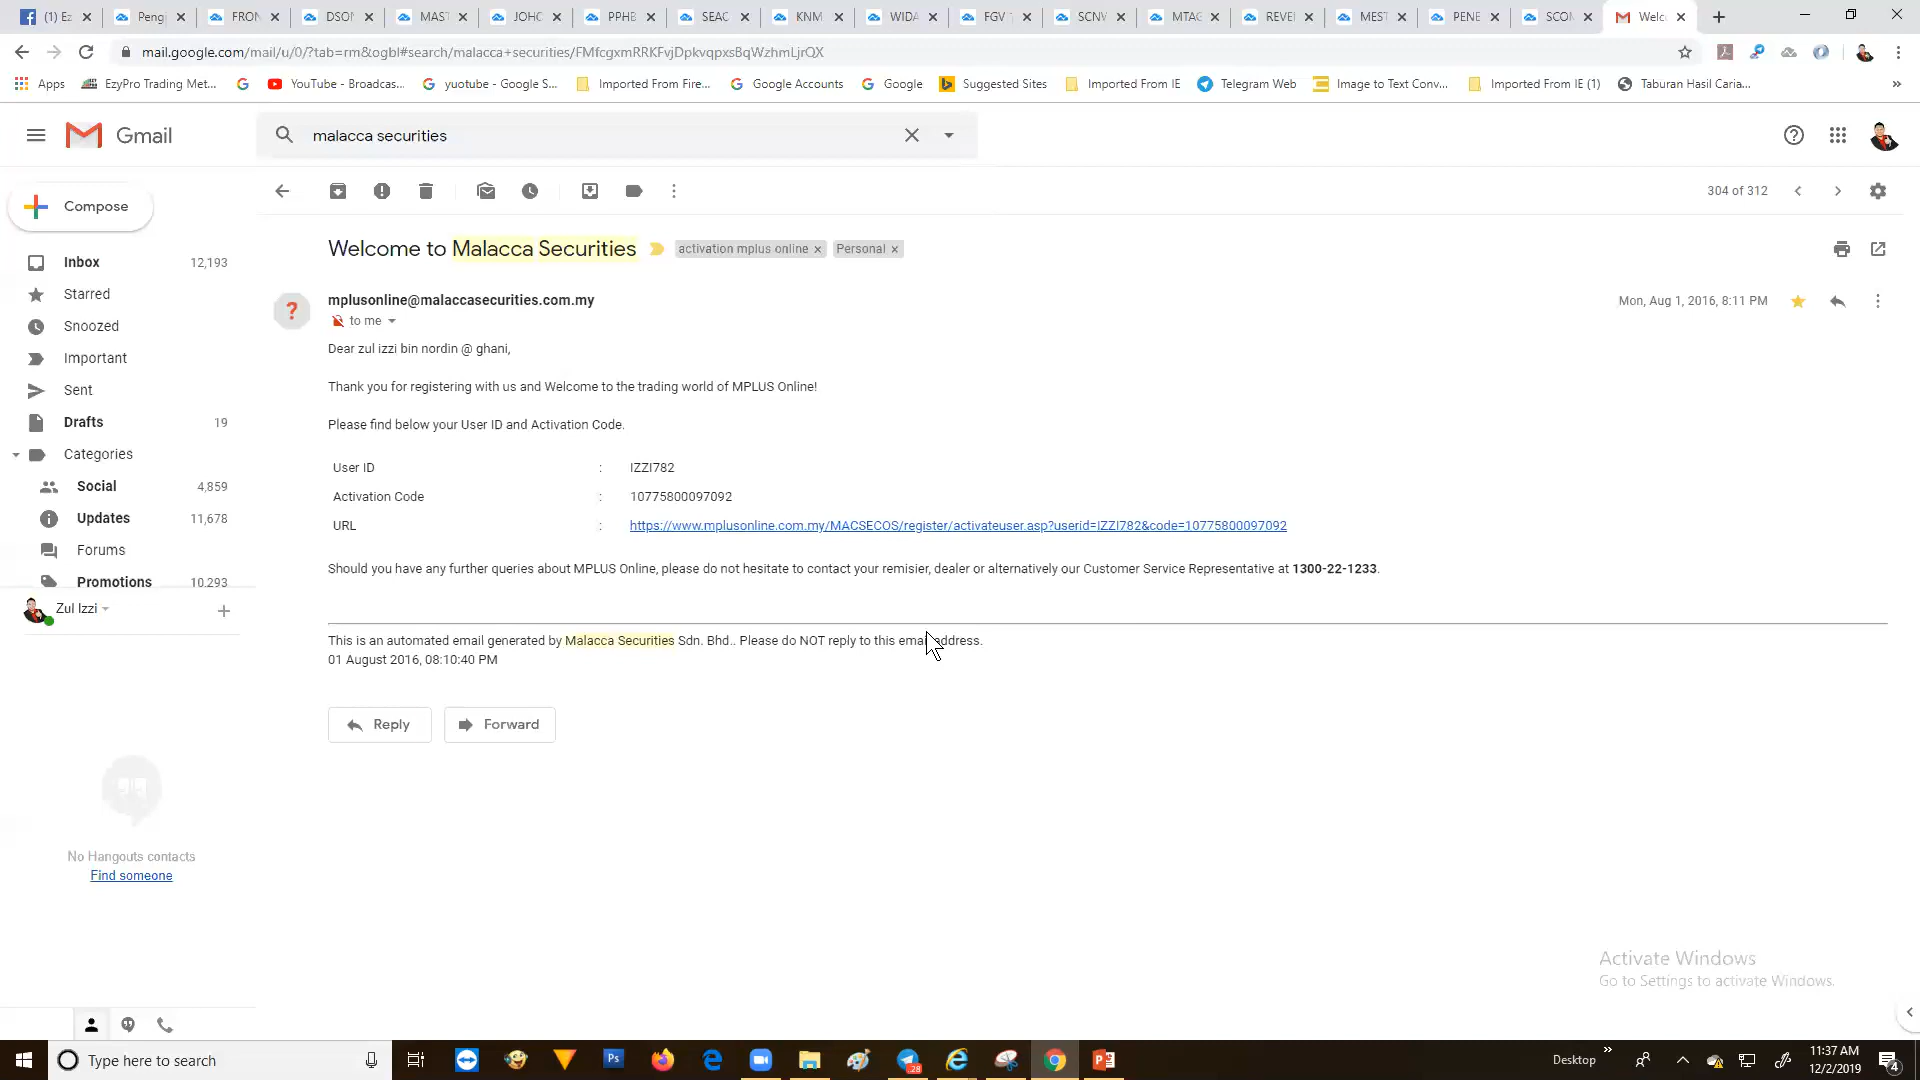 (1) Ez
Pengi
FRON
DSO
MAST
JOHO
PPHB
SEAC
KNM
WIDA
FGV
SCNV
MTAG
REVE
MEST
PENE
SCOM
Welc
mail.google.com/mail/u/0/?tab=rm&ogbl#search/malacca+securities/FMfcgxmRRKFvjDpkvqpxsBqWzhmLjrQX
Apps
EzyPro Trading Met...
YouTube - Broadcas...
yuotube - Google S...
Imported From Fire...
Google Accounts
Google
Suggested Sites
Imported From IE
Telegram Web
Image to Text Conv...
Imported From IE (1)
Taburan Hasil Caria...
»
Gmail
malacca securities
Compose
304 of 312
Welcome to Malacca Securities
activation mplus online ×
Personal ×
Inbox 12,193
Starred
Snoozed
Important
Sent
Drafts 19
Categories
Social 4,859
Updates 11,678
Forums
Promotions 10,293
Zul Izzi
mplusonline@malaccasecurities.com.my
Mon, Aug 1, 2016, 8:11 PM
to me
Dear zul izzi bin nordin @ ghani,
Thank you for registering with us and Welcome to the trading world of MPLUS Online!
Please find below your User ID and Activation Code.
User ID : IZZI782
Activation Code : 10775800097092
URL : https://www.mplusonline.com.my/MACSECOS/register/activateuser.asp?userid=IZZI782&code=10775800097092
Should you have any further queries about MPLUS Online, please do not hesitate to contact your remisier, dealer or alternatively our Customer Service Representative at 1300-22-1233.
This is an automated email generated by Malacca Securities Sdn. Bhd.. Please do NOT reply to this email address.
01 August 2016, 08:10:40 PM
Reply
Forward
No Hangouts contacts
Find someone
Activate Windows
Go to Settings to activate Windows.
Type here to search
Ps
28
Desktop
»
11:37 AM
12/2/2019
4